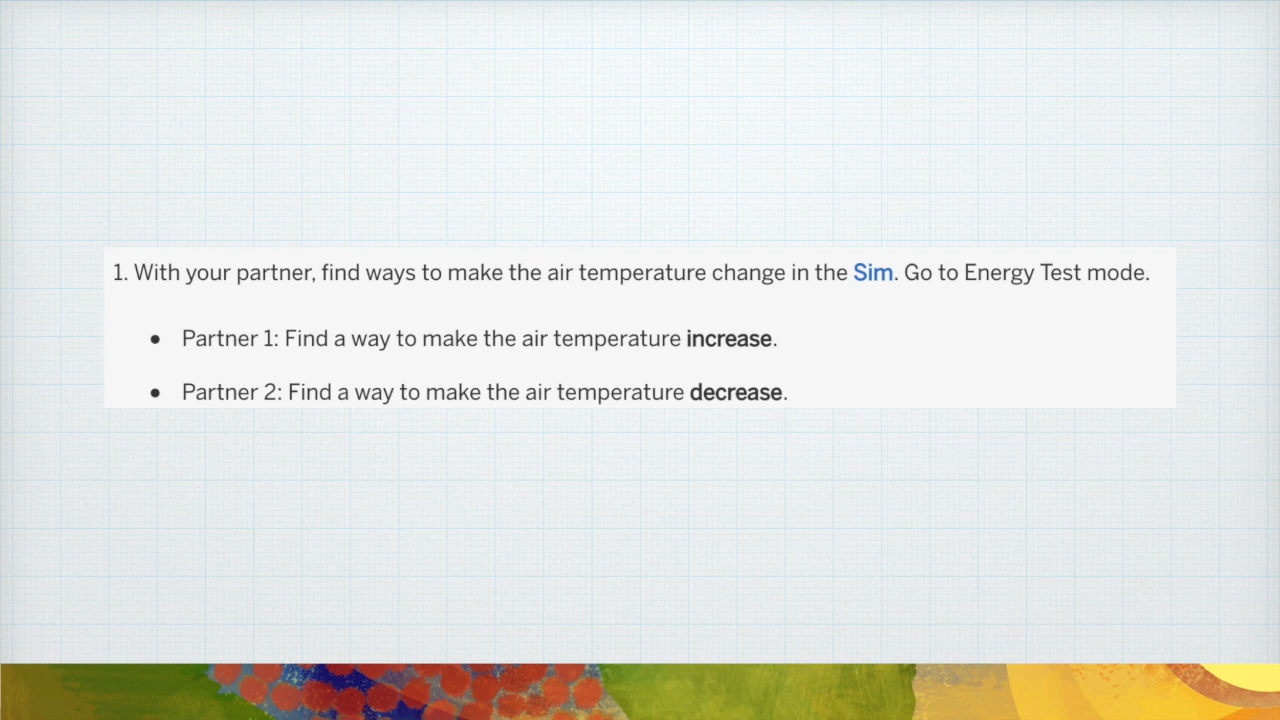 1. With your partner, find ways to make the air temperature change in the Sim. Go to Energy Test mode.
● Partner 1: Find a way to make the air temperature increase.
● Partner 2: Find a way to make the air temperature decrease.